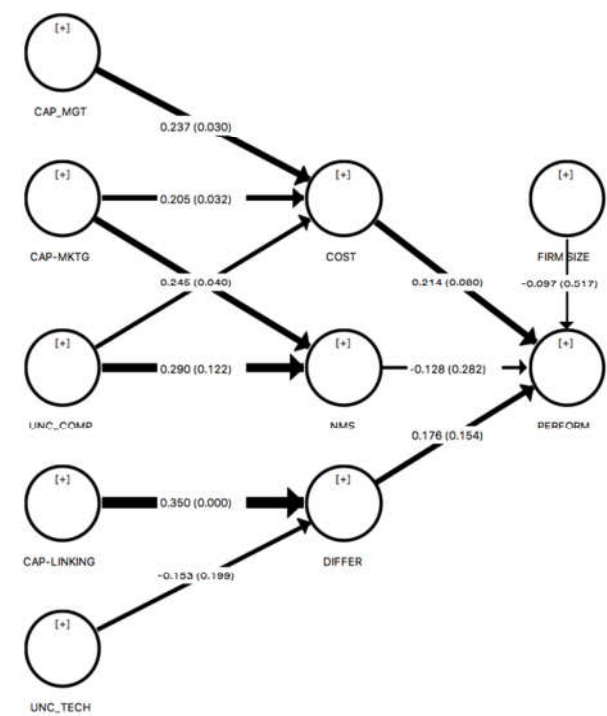 [+]
CAP_MGT
0.237 (0.030)
[+]
[+]
[+]
0.205 (0.032)
CAP-MKTG
COST
FIRM SIZE
0.245 (0.040)
0.214 (0.080)
-0.097 (0.517)
[+]
[+]
[+]
0.290 (0.122)
-0.128 (0.282)
UNC_COMP
NMS
PERFORM
0.176 (0.154)
[+]
[+]
0.350 (0.000)
CAP-LINKING
DIFFER
-0.153 (0.199)
[+]
UNC_TECH